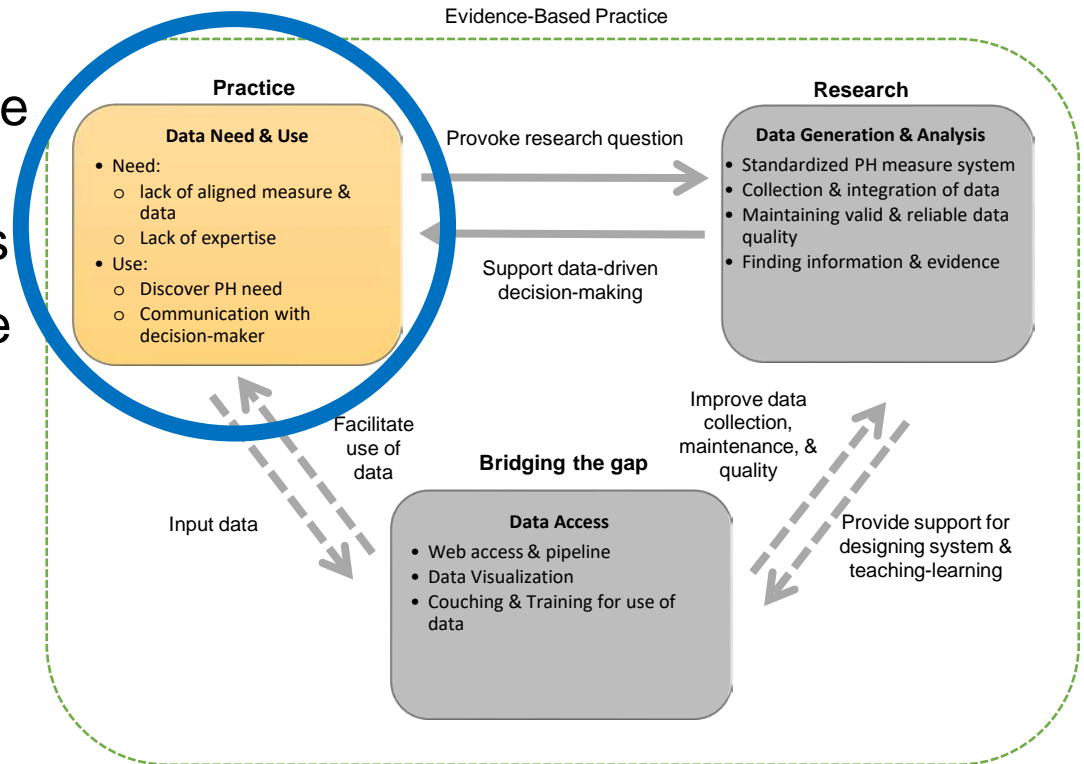 Evidence-Based Practice
e
s
e
Practice
Data Need & Use
• Need:
o lack of aligned measure &
data
o Lack of expertise
• Use:
o Discover PH need
o Communication with
decision-maker
Provoke research question
Support data-driven
decision-making
Research
Data Generation & Analysis
• Standardized PH measure system
• Collection & integration of data
• Maintaining valid & reliable data
quality
• Finding information & evidence
Input data
Facilitate
use of
data
Bridging the gap
Data Access
• Web access & pipeline
• Data Visualization
• Couching & Training for use of
data
Improve data
collection,
maintenance, &
quality
Provide support for
designing system &
teaching-learning